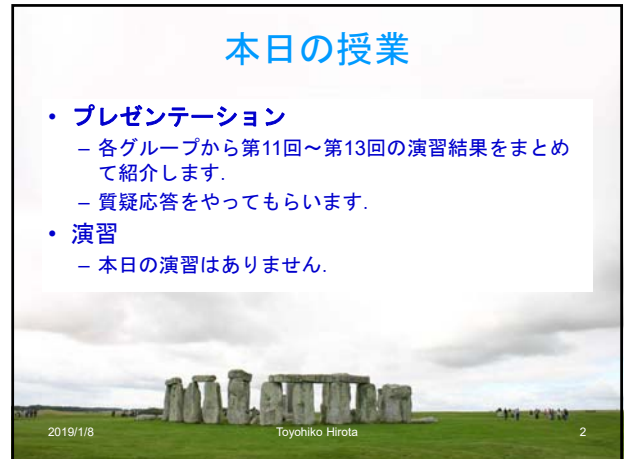 本日の授業
• プレゼンテーション
– 各グループから第11回～第13回の演習結果をまとめ
て紹介します.
– 質疑応答をやってもらいます.
• 演習
– 本日の演習はありません.
2019/1/8 Toyohiko Hirota 2